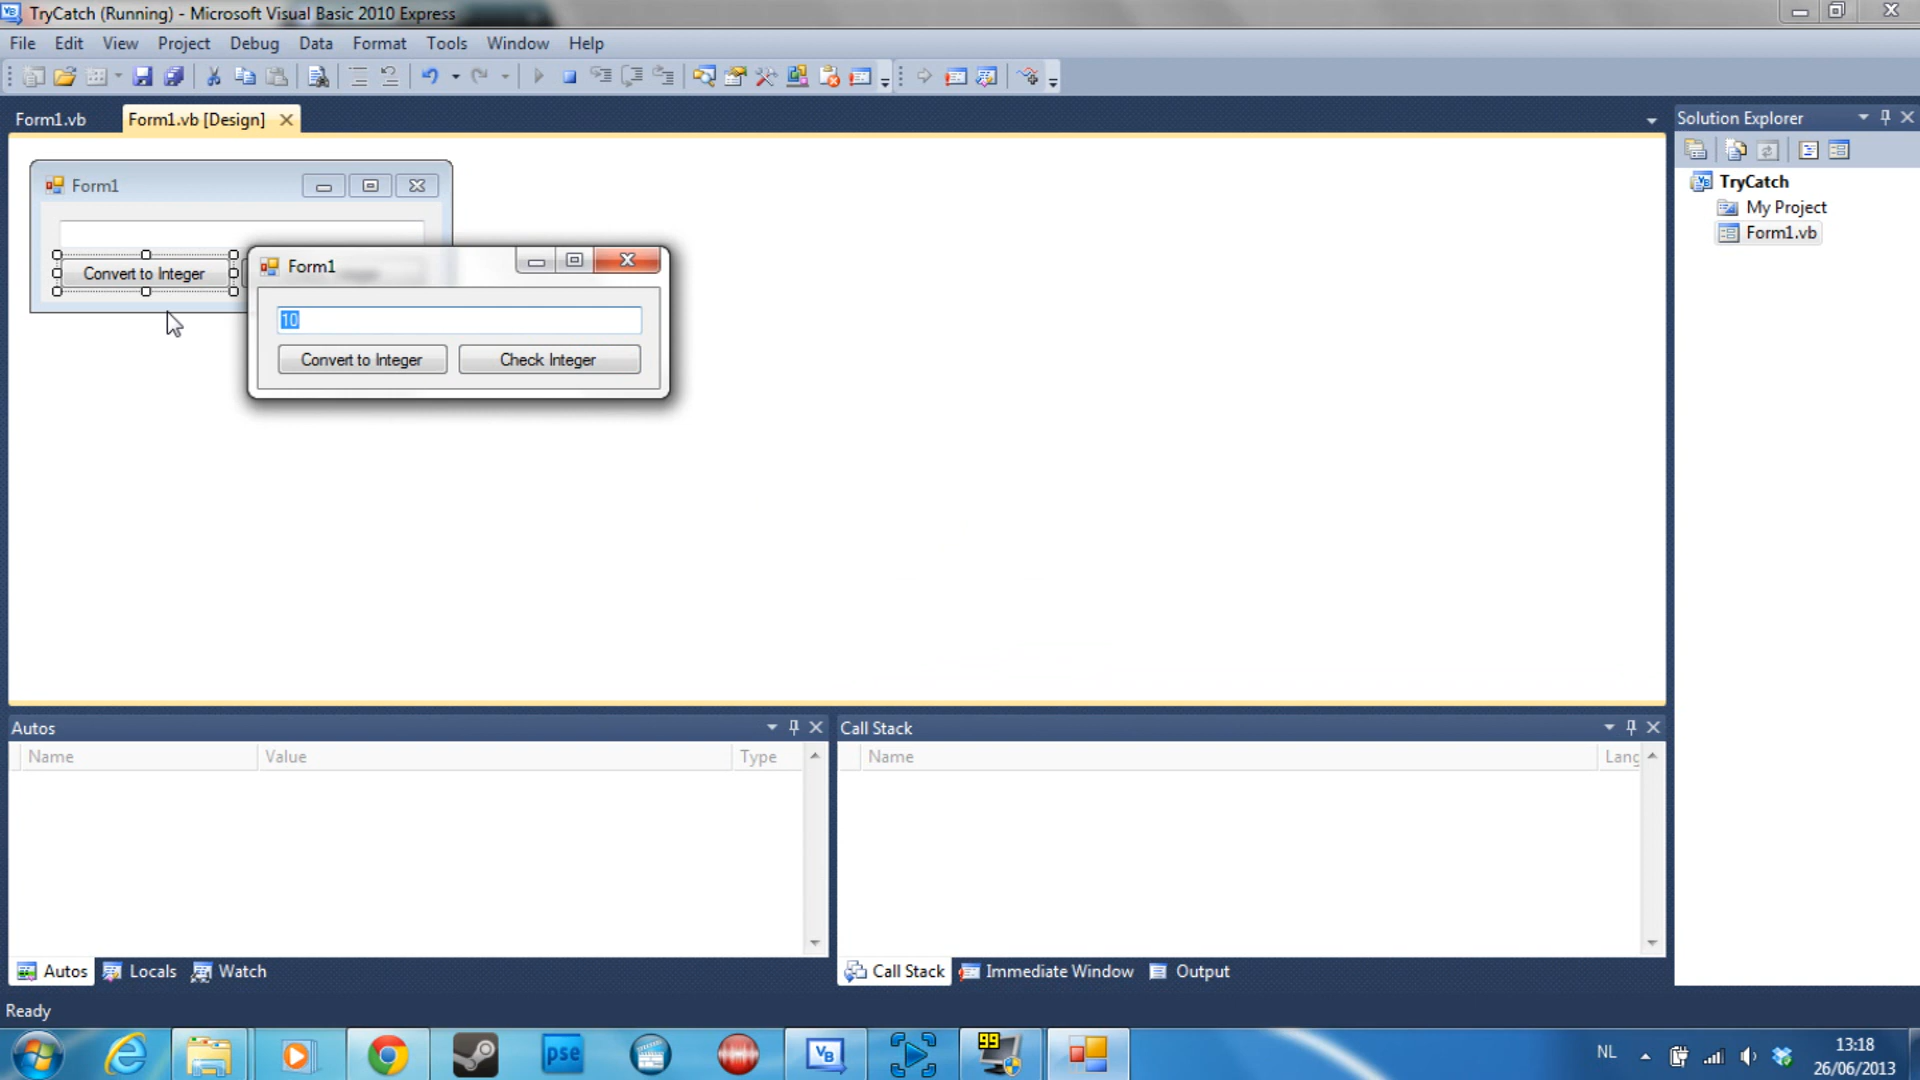 TryCatch (Running) - Microsoft Visual Basic 2010 Express
File Edit View Project Debug Data Format Tools Window Help
Form1.vb Form1.vb [Design]
Solution Explorer
TryCatch
My Project
Form1.vb
Form1
Convert to Integer
Form1
10
Convert to Integer Check Integer
Autos
Name Value Type
Call Stack
Name Lang
Autos Locals Watch
Call Stack Immediate Window Output
Ready
pse
VB
99
NL
13:18
26/06/2013